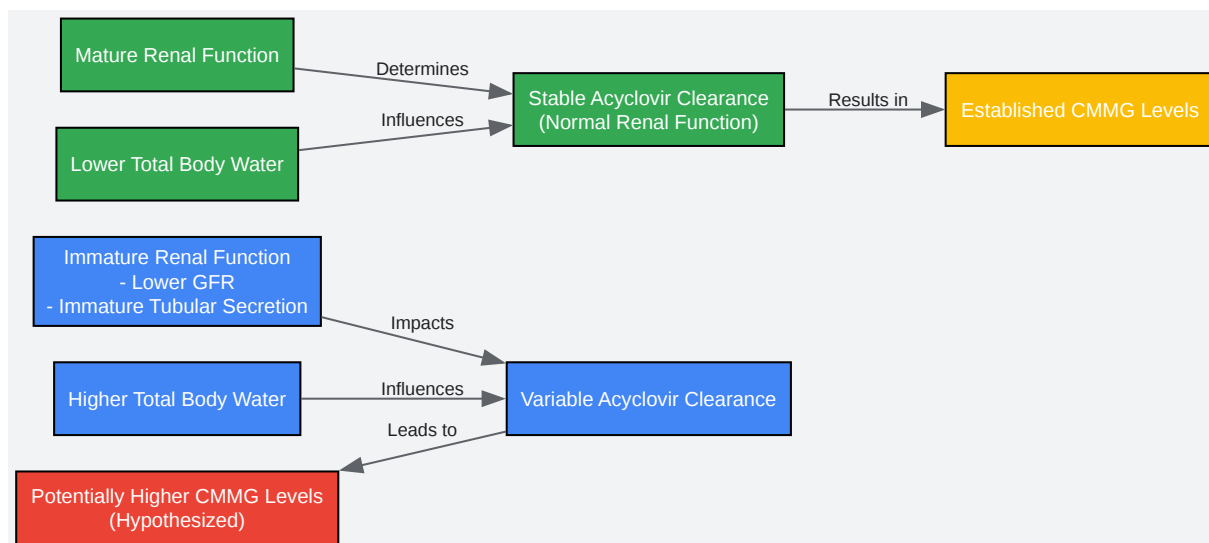 Mature Renal Function
Determines
Stable Acyclovir Clearance
(Normal Renal Function)
Results in
Established CMMG Levels
Influences
Lower Total Body Water
Immature Renal Function
- Lower GFR
- Immature Tubular Secretion
Impacts
Higher Total Body Water
Influences
Variable Acyclovir Clearance
Leads to
Potentially Higher CMMG Levels
(Hypothesized)